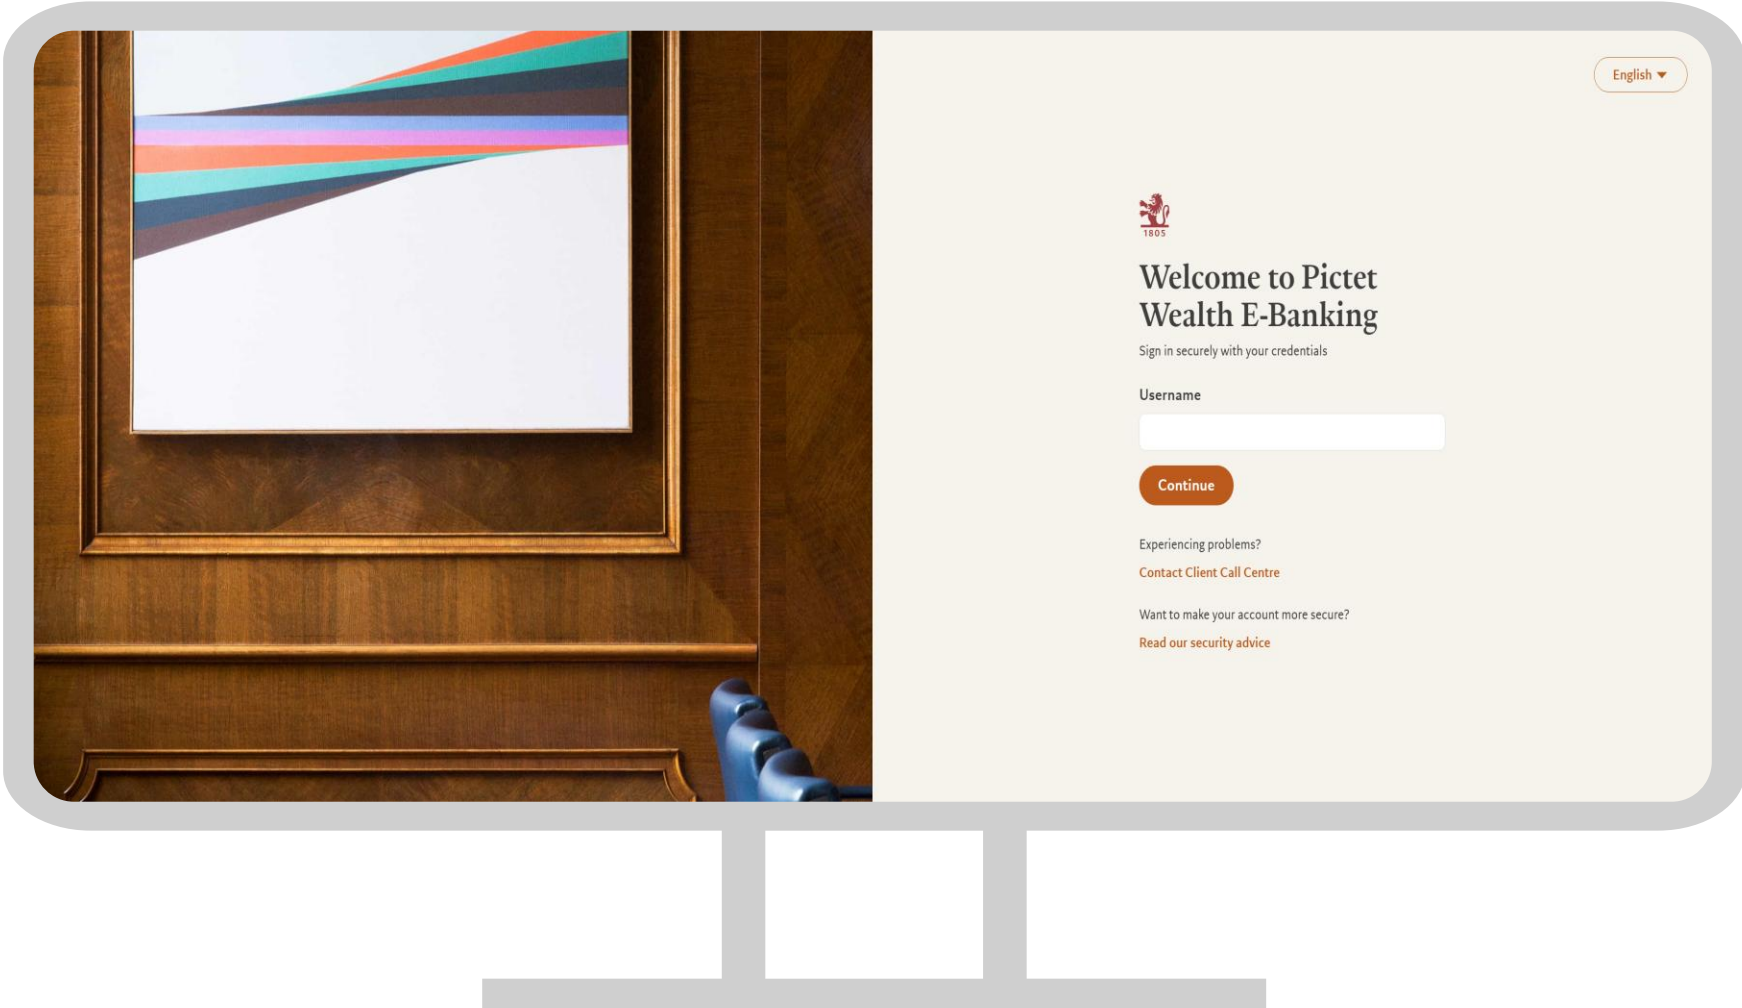 English
1805
Welcome to Pictet
Wealth E-Banking
Sign in securely with your credentials
Username
Continue
Experiencing problems?
Contact Client Call Centre
Want to make your account more secure?
Read our security advice